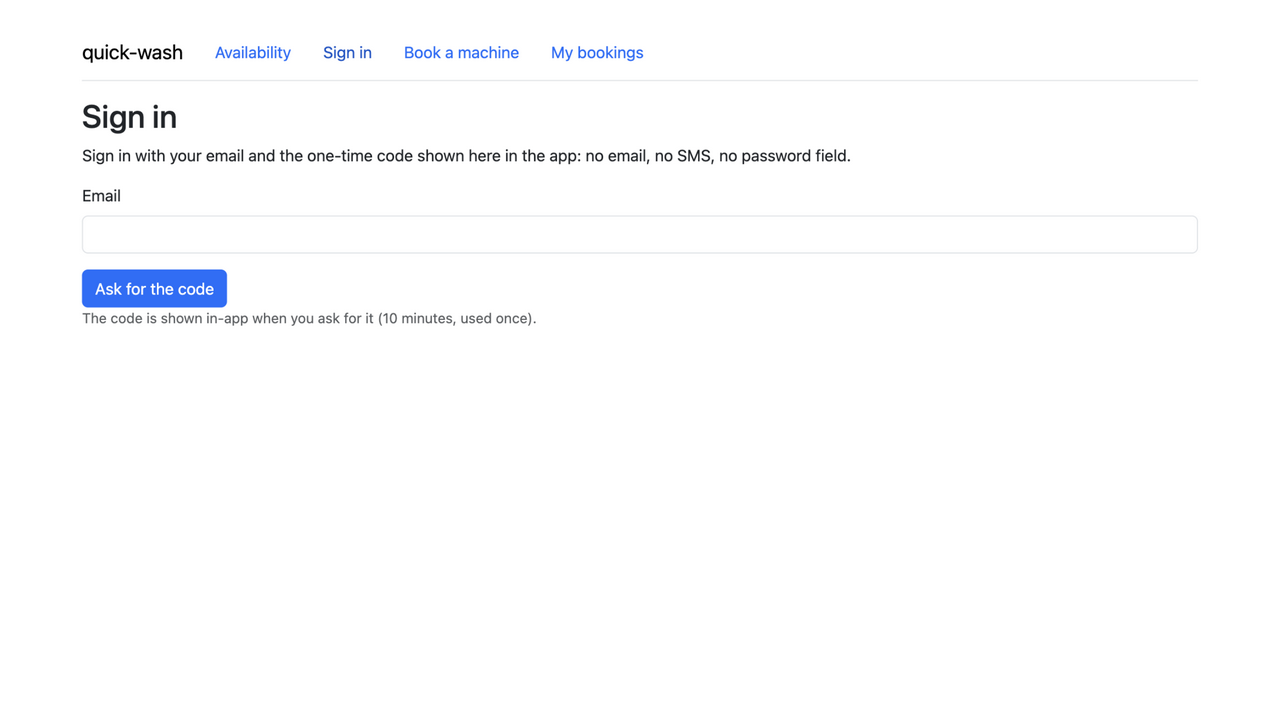 quick-wash Availability Sign in Book a machine My bookings
Sign in
Sign in with your email and the one-time code shown here in the app: no email, no SMS, no password field.
Email
Ask for the code
The code is shown in-app when you ask for it (10 minutes, used once).